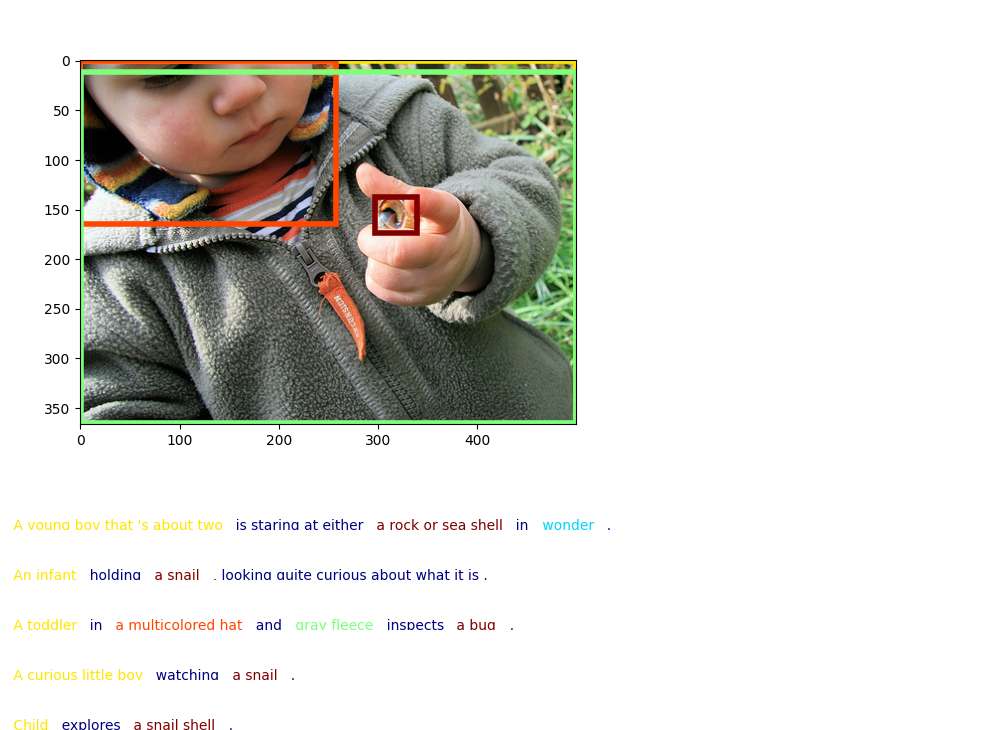 0
50
100
150
200
250
300
350
0 100 200 300 400
A young boy that 's about two is staring at either a rock or sea shell in wonder .
An infant holding a snail , looking quite curious about what it is .
A toddler in a multicolored hat and gray fleece inspects a bug .
A curious little boy watching a snail .
Child explores a snail shell .